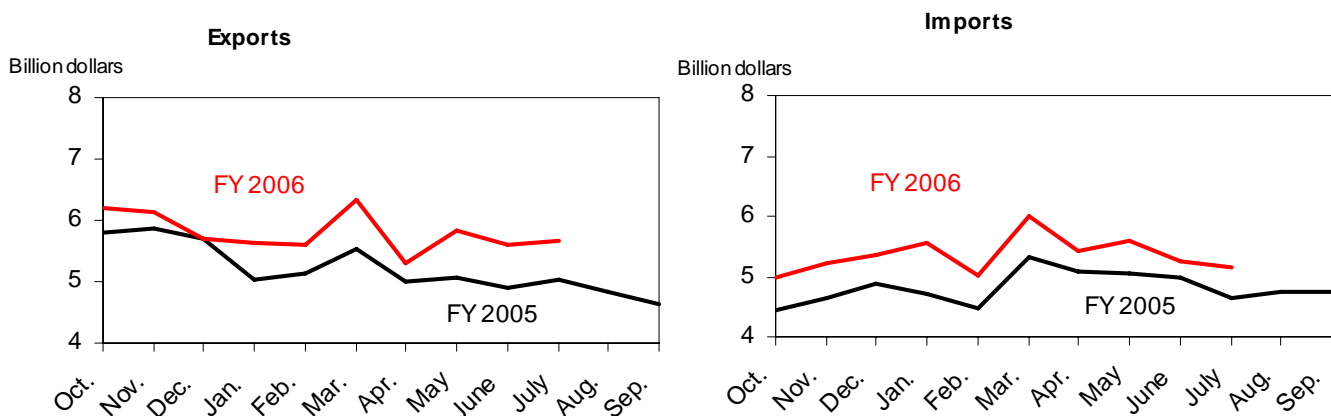 Exports
Billion dollars
8
7
6
5
4
FY 2006
FY 2005
Oct.
Nov.
Dec.
Jan.
Feb.
Mar.
Apr.
May
June
July
Aug.
Sep.
Imports
Billion dollars
8
7
6
5
4
FY 2006
FY 2005
Oct.
Nov.
Dec.
Jan.
Feb.
Mar.
Apr.
May
June
July
Aug.
Sep.